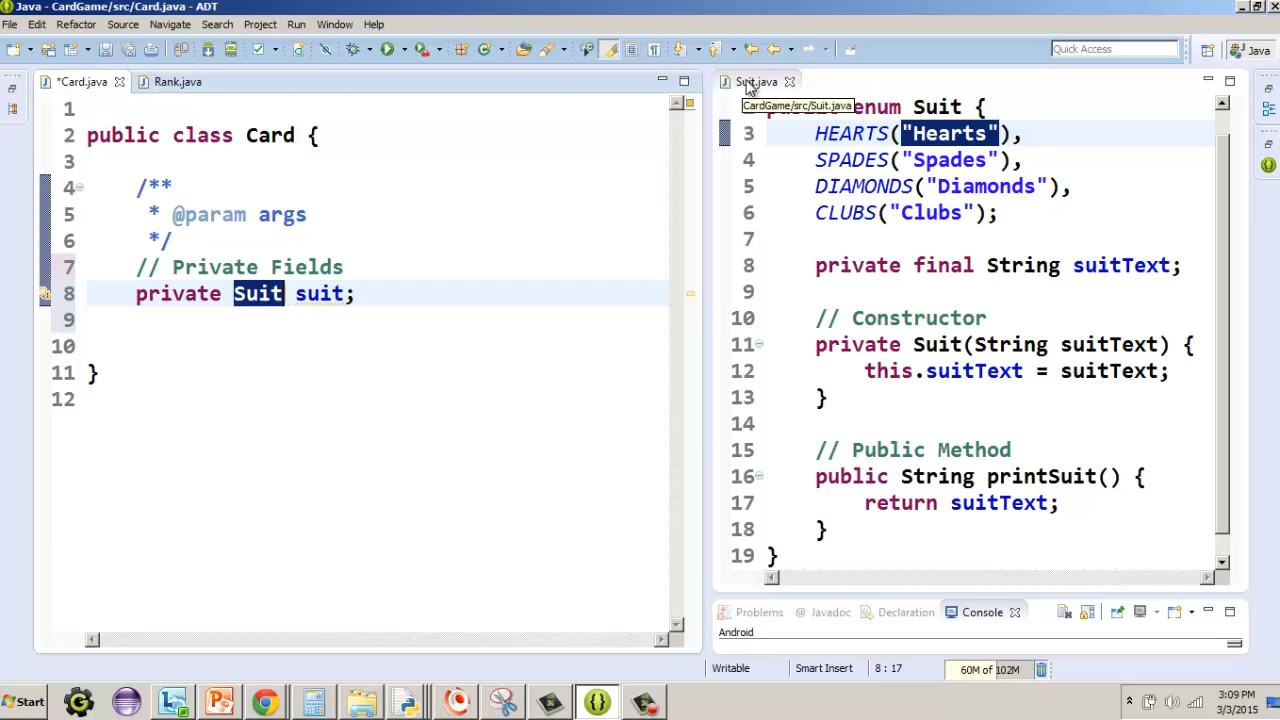 Java - CardGame/src/Card.java - ADT
File Edit Refactor Source Navigate Search Project Run Window Help
Quick Access
Java
*Card.java Rank.java
1
2 public class Card {
3
4 /**
5 * @param args
6 */
7 // Private Fields
8 private Suit suit;
9
10
11 }
12
Suit.java
CardGame/src/Suit.java
enum Suit {
3 HEARTS("Hearts"),
4 SPADES("Spades"),
5 DIAMONDS("Diamonds"),
6 CLUBS("Clubs");
7
8 private final String suitText;
9
10 // Constructor
11 private Suit(String suitText) {
12 this.suitText = suitText;
13 }
14
15 // Public Method
16 public String printSuit() {
17 return suitText;
18 }
19 }
Problems @ Javadoc Declaration Console
Android
Writable Smart Insert 8 : 17 60M of 102M
Start
3:09 PM
3/3/2015